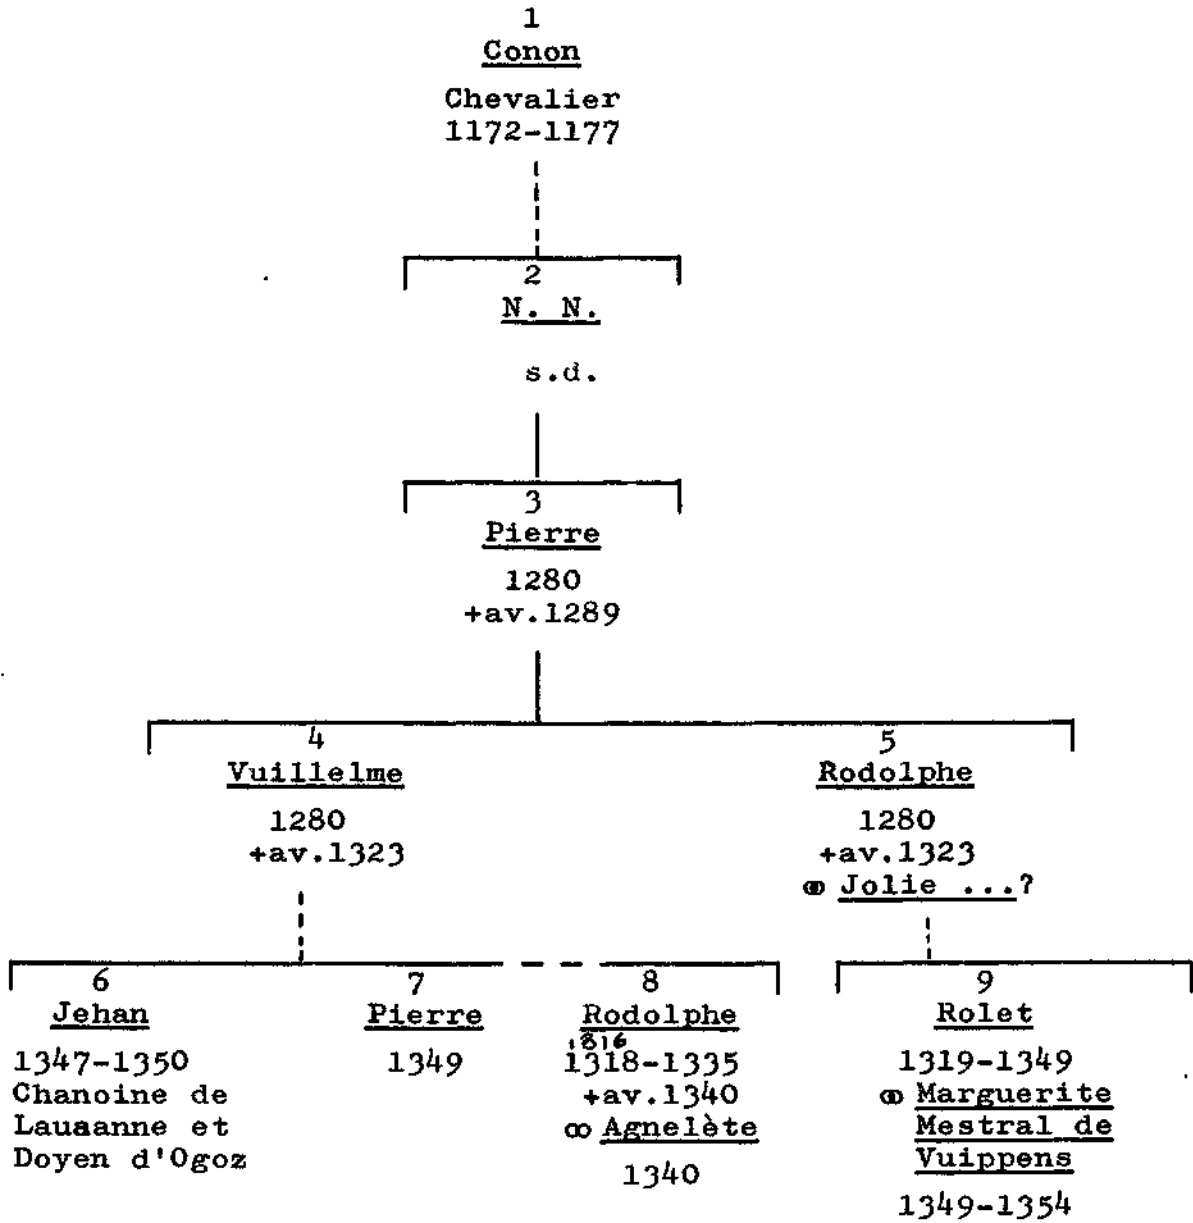 1
Conon
Chevalier
1172-1177
2
N. N.
s.d.
3
Pierre
1280
+av.1289
4
Vuillelme
1280
+av.1323
5
Rodolphe
1280
+av.1323
⚭ Jolie ...?
6
Jehan
1347-1350
Chanoine de
Lausanne et
Doyen d'Ogoz
7
Pierre
1349
8
Rodolphe
1316
1318-1335
+av.1340
⚭ Agnelète
1340
9
Rolet
1319-1349
⚭ Marguerite
Mestral de
Vuippens
1349-1354